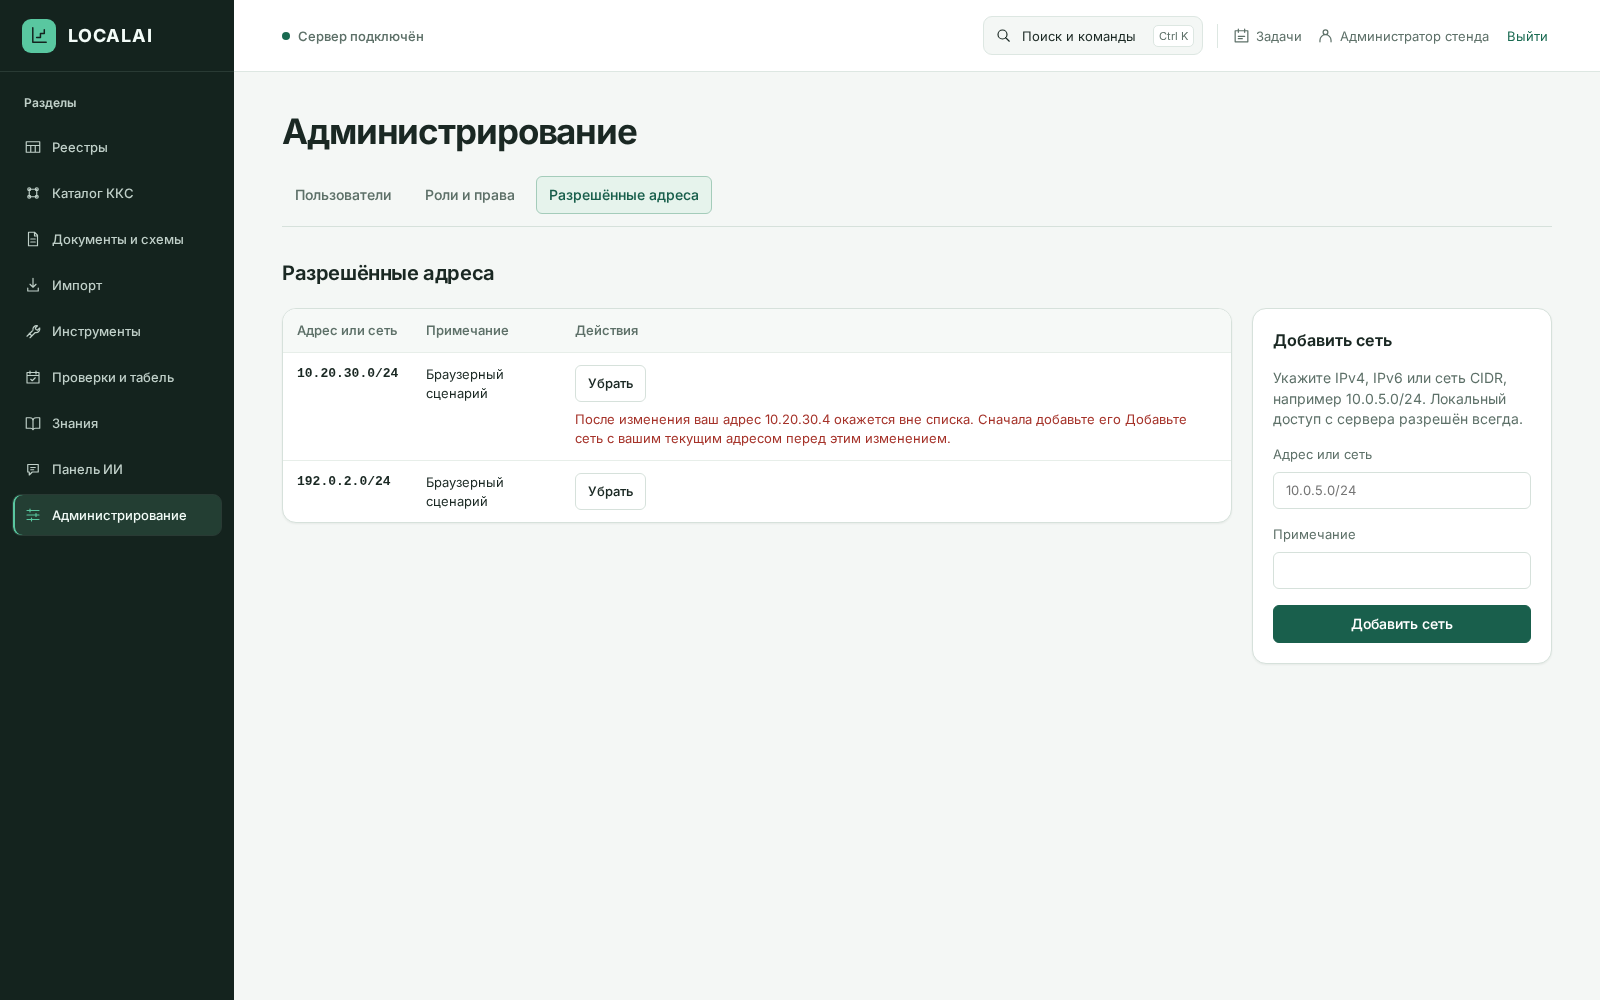 LOCALAI
Сервер подключён
Поиск и команды
Ctrl K
Задачи
Администратор стенда
Выйти
Разделы
Реестры
Каталог ККС
Документы и схемы
Импорт
Инструменты
Проверки и табель
Знания
Панель ИИ
Администрирование
Администрирование
Пользователи
Роли и права
Разрешённые адреса
Разрешённые адреса
Адрес или сеть
Примечание
Действия
10.20.30.0/24
Браузерный
сценарий
Убрать
После изменения ваш адрес 10.20.30.4 окажется вне списка. Сначала добавьте его Добавьте
сеть с вашим текущим адресом перед этим изменением.
192.0.2.0/24
Браузерный
сценарий
Убрать
Добавить сеть
Укажите IPv4, IPv6 или сеть CIDR,
например 10.0.5.0/24. Локальный
доступ с сервера разрешён всегда.
Адрес или сеть
10.0.5.0/24
Примечание
Добавить сеть